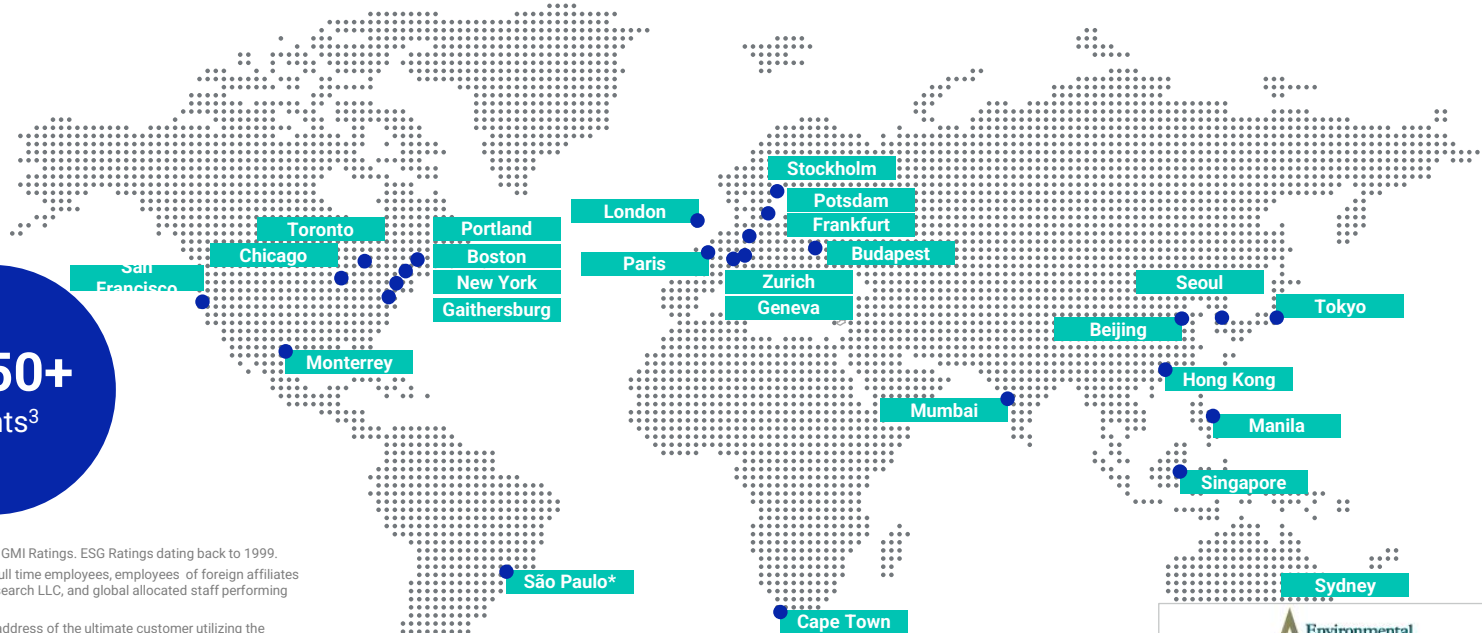 Stockholm
Potsdam
London
Frankfurt
Toronto
Portland
Chicago
Boston
Budapest
Paris
San
Francisco
New York
Zurich
Seoul
Gaithersburg
Geneva
Tokyo
Beijing
Monterrey
50+
Hong Kong
Mumbai
Manila
Singapore
GMI Ratings. ESG Ratings dating back to 1999.
full time employees, employees of foreign affiliates
LLC, and global allocated staff performing
São Paulo*
Sydney
Cape Town
address of the ultimate customer utilizing the
Environmental